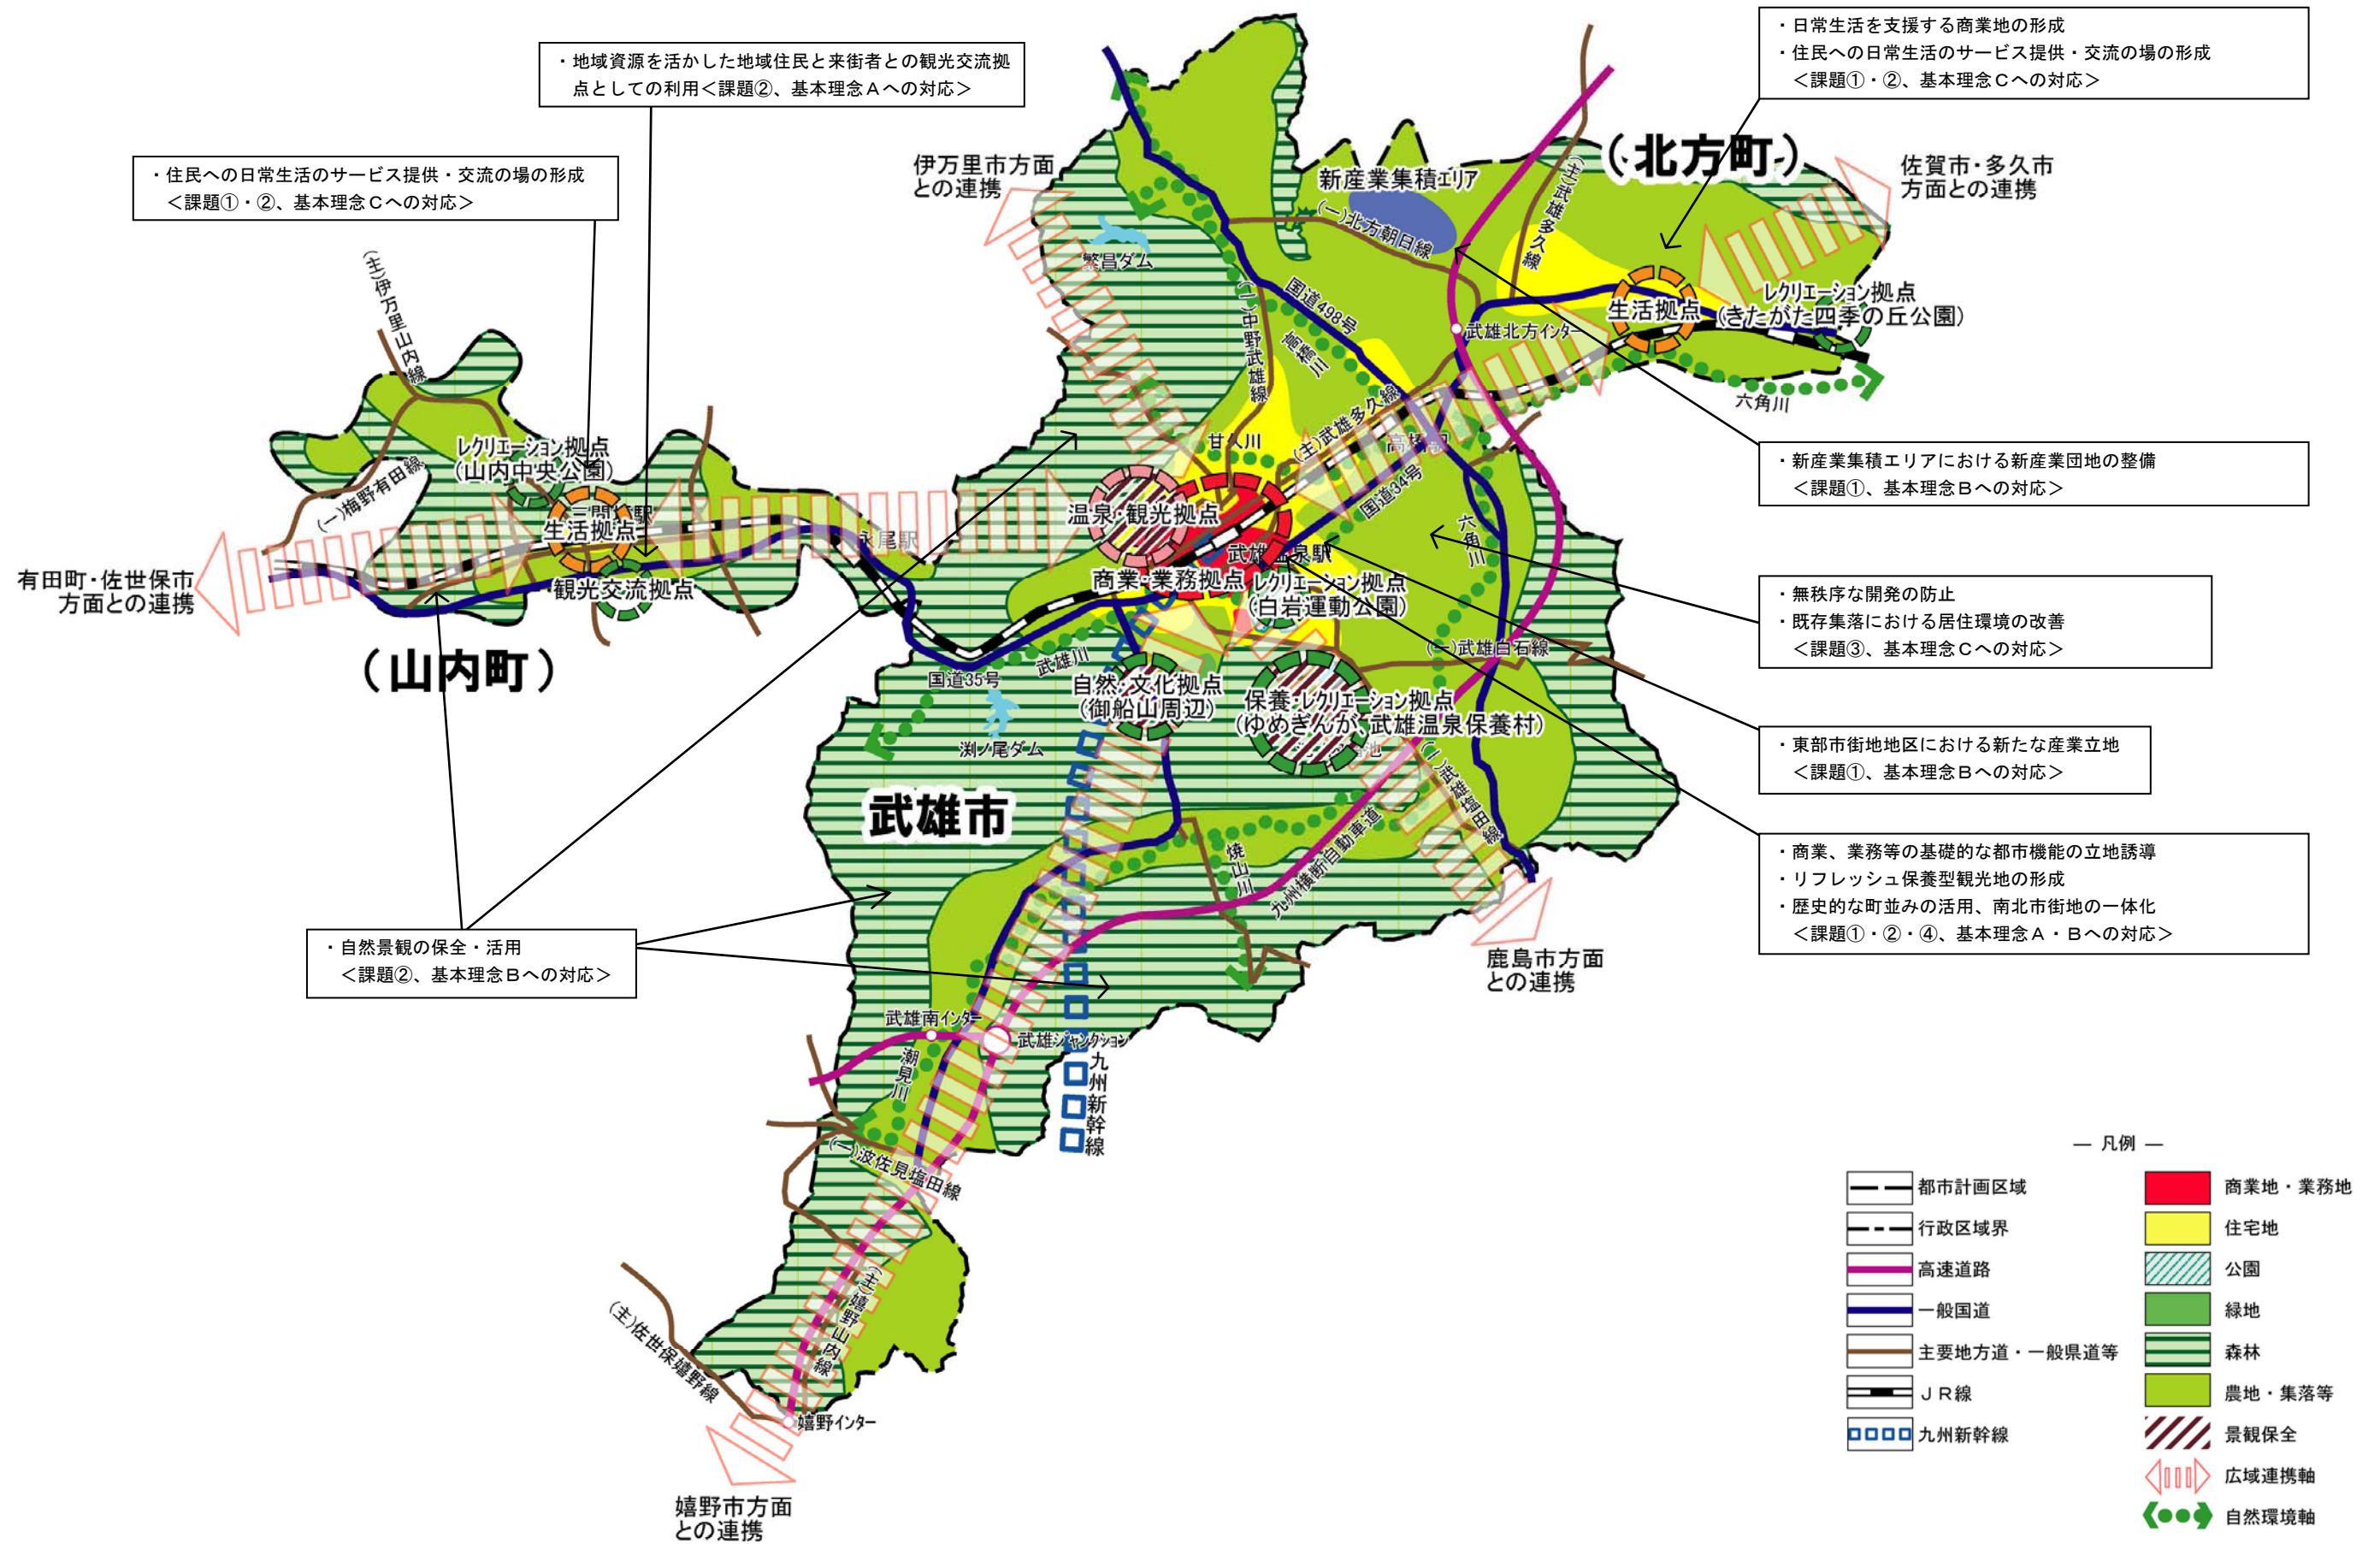 ・日常生活を支援する商業地の形成
・住民への日常生活のサービス提供・交流の場の形成
＜課題①・②、基本理念Ｃへの対応＞
・地域資源を活かした地域住民と来街者との観光交流拠
点としての利用＜課題②、基本理念Ａへの対応＞
・住民への日常生活のサービス提供・交流の場の形成
＜課題①・②、基本理念Ｃへの対応＞
（北方町）
伊万里市方面
との連携
新産業集積エリア
佐賀市・多久市
方面との連携
(主)武雄多久線
(一)北方朝日線
繁昌ダム
(主)伊万里山内線
国道498号
(一)中野武雄線
高橋川
武雄北方インター
生活拠点
レクリエーション拠点
(きたがた四季の丘公園)
六角川
レクリエーション拠点
(山内中央公園)
(一)梅野有田線
甘久川
(主)武雄多久線
国道34号
・新産業集積エリアにおける新産業団地の整備
＜課題①、基本理念Ｂへの対応＞
温泉・観光拠点
生活拠点
永尾駅
武雄温泉駅
六角川
有田町・佐世保市
方面との連携
観光交流拠点
商業・業務拠点
レクリエーション拠点
(白岩運動公園)
・無秩序な開発の防止
・既存集落における居住環境の改善
＜課題③、基本理念Ｃへの対応＞
（山内町）
武雄川
国道35号
(一)武雄白石線
自然・文化拠点
(御船山周辺)
保養・レクリエーション拠点
(ゆめぎんが、武雄温泉保養村)
渕ノ尾ダム
・東部市街地地区における新たな産業立地
＜課題①、基本理念Ｂへの対応＞
(一)武雄塩田線
武雄市
焼山川
九州横断自動車道
・商業、業務等の基礎的な都市機能の立地誘導
・リフレッシュ保養型観光地の形成
・歴史的な町並みの活用、南北市街地の一体化
＜課題①・②・④、基本理念Ａ・Ｂへの対応＞
・自然景観の保全・活用
＜課題②、基本理念Ｂへの対応＞
鹿島市方面
との連携
武雄南インター
武雄ジャンクション
潮見川
九州新幹線
(一)波佐見塩田線
(主)嬉野山内線
(主)佐世保嬉野線
嬉野インター
嬉野市方面
との連携
― 凡例 ―
都市計画区域
行政区域界
高速道路
一般国道
主要地方道・一般県道等
ＪＲ線
九州新幹線
商業地・業務地
住宅地
公園
緑地
森林
農地・集落等
景観保全
広域連携軸
自然環境軸